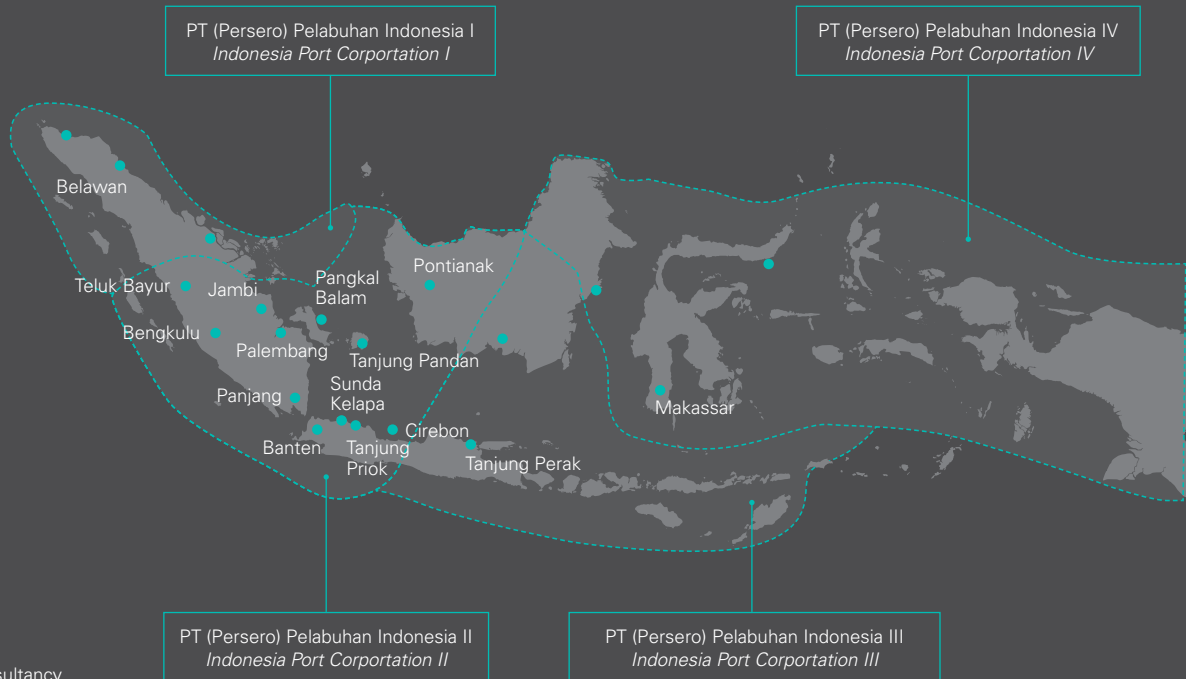 PT (Persero) Pelabuhan Indonesia I
Indonesia Port Corportation I
PT (Persero) Pelabuhan Indonesia IV
Indonesia Port Corportation IV
Belawan
Teluk Bayur
Jambi
Pangkal
Balam
Pontianak
Bengkulu
Palembang
Tanjung Pandan
Panjang
Sunda
Kelapa
Makassar
Banten
Tanjung
Priok
Cirebon
Tanjung Perak
PT (Persero) Pelabuhan Indonesia II
Indonesia Port Corportation II
PT (Persero) Pelabuhan Indonesia III
Indonesia Port Corportation III